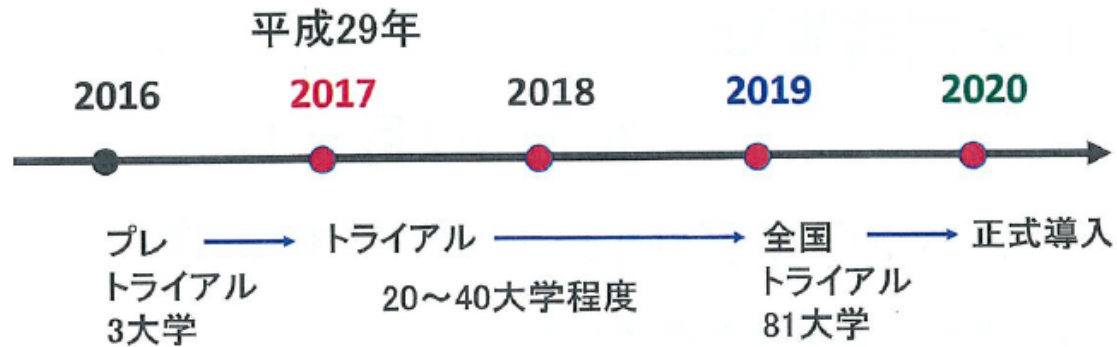 平成29年
2016 2017 2018 2019 2020
プレ トライアル 全国 正式導入
トライアル 20～40大学程度 トライアル
3大学 81大学